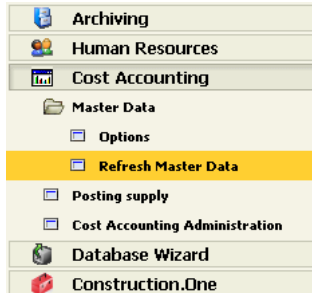 Archiving
Human Resources
Cost Accounting
Master Data
Options
Refresh Master Data
Posting supply
Cost Accounting Administration
Database Wizard
Construction.One